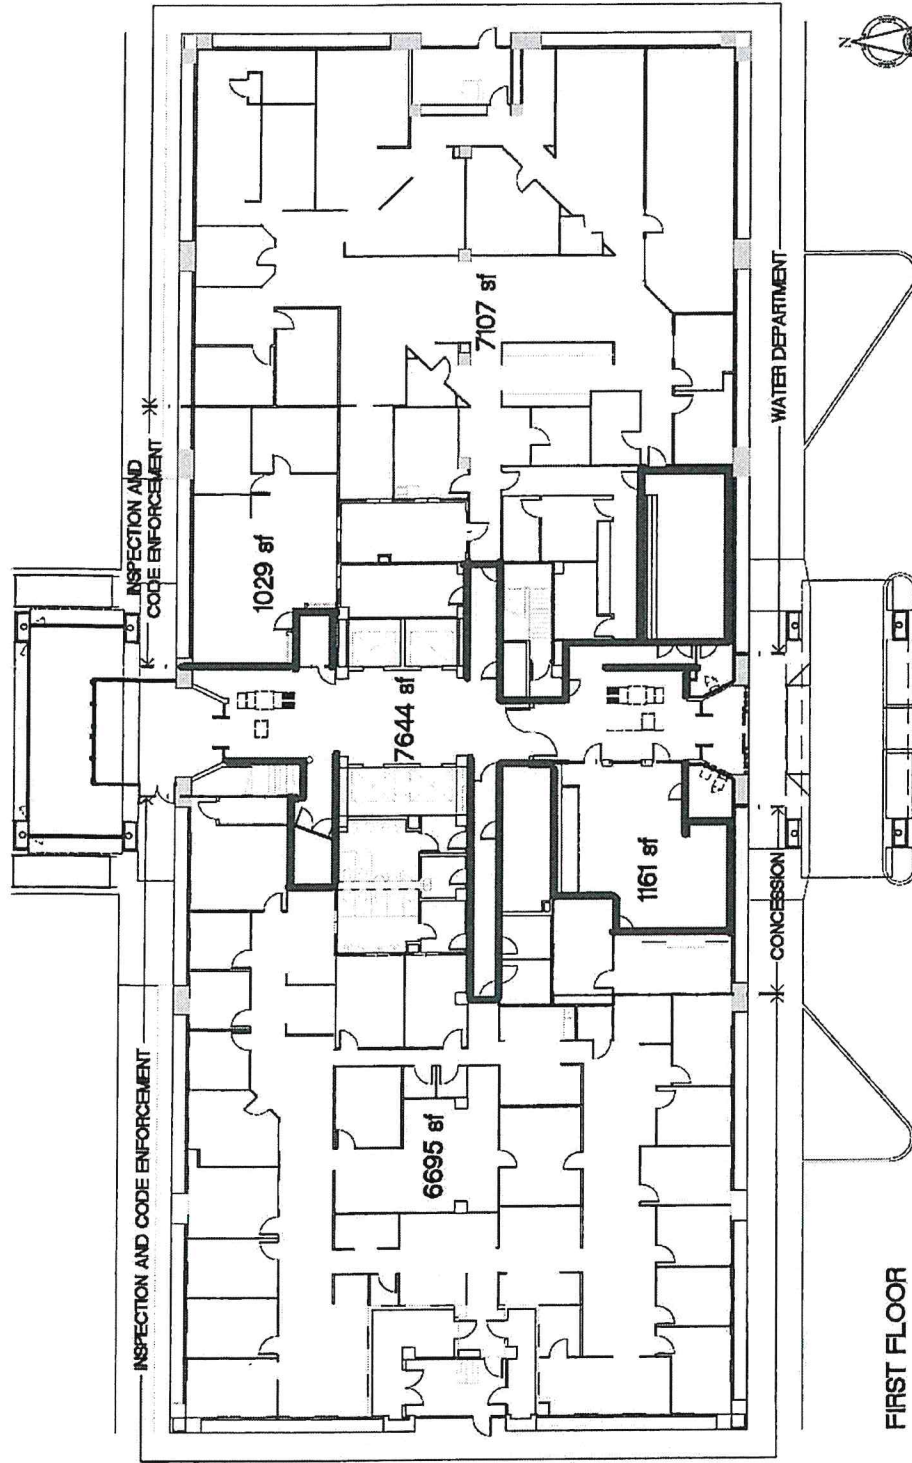 INSPECTION AND CODE ENFORCEMENT
INSPECTION AND
CODE ENFORCEMENT
1029 sf
7107 sf
7644 sf
6695 sf
1161 sf
CONCESSION
WATER DEPARTMENT
FIRST FLOOR
N